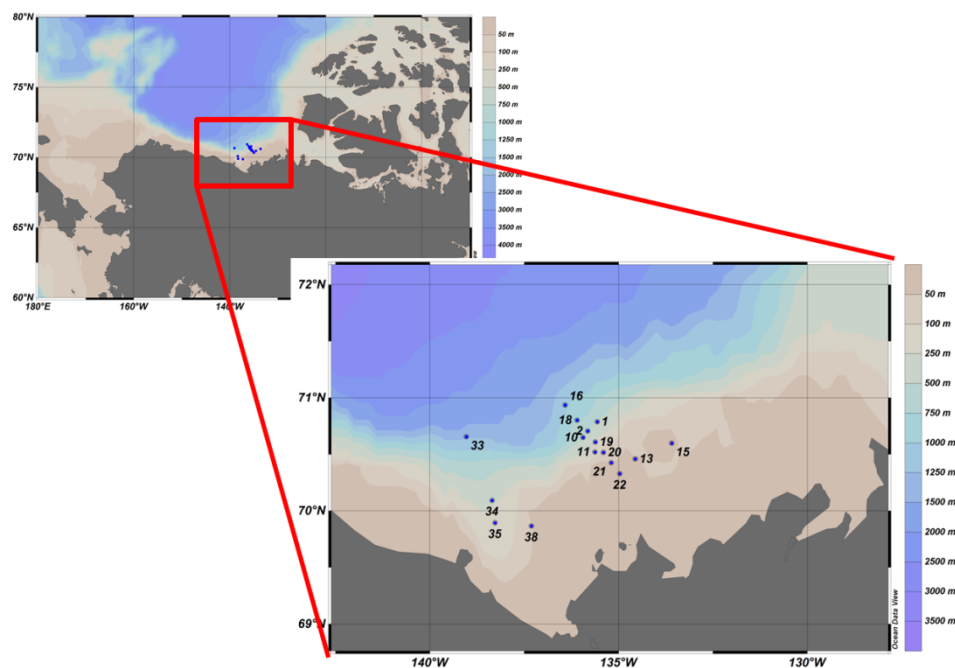 80°N
75°N
70°N
65°N
60°N
180°E
160°W
140°W
50 m
100 m
250 m
500 m
750 m
1000 m
1250 m
1500 m
2000 m
2500 m
3000 m
3500 m
4000 m
72°N
71°N
70°N
69°N
140°W
135°W
130°W
16
18
1
2
10
19
33
11
20
13
15
21
22
34
35
38
50 m
100 m
250 m
500 m
750 m
1000 m
1250 m
1500 m
2000 m
2500 m
3000 m
3500 m
Ocean Data View